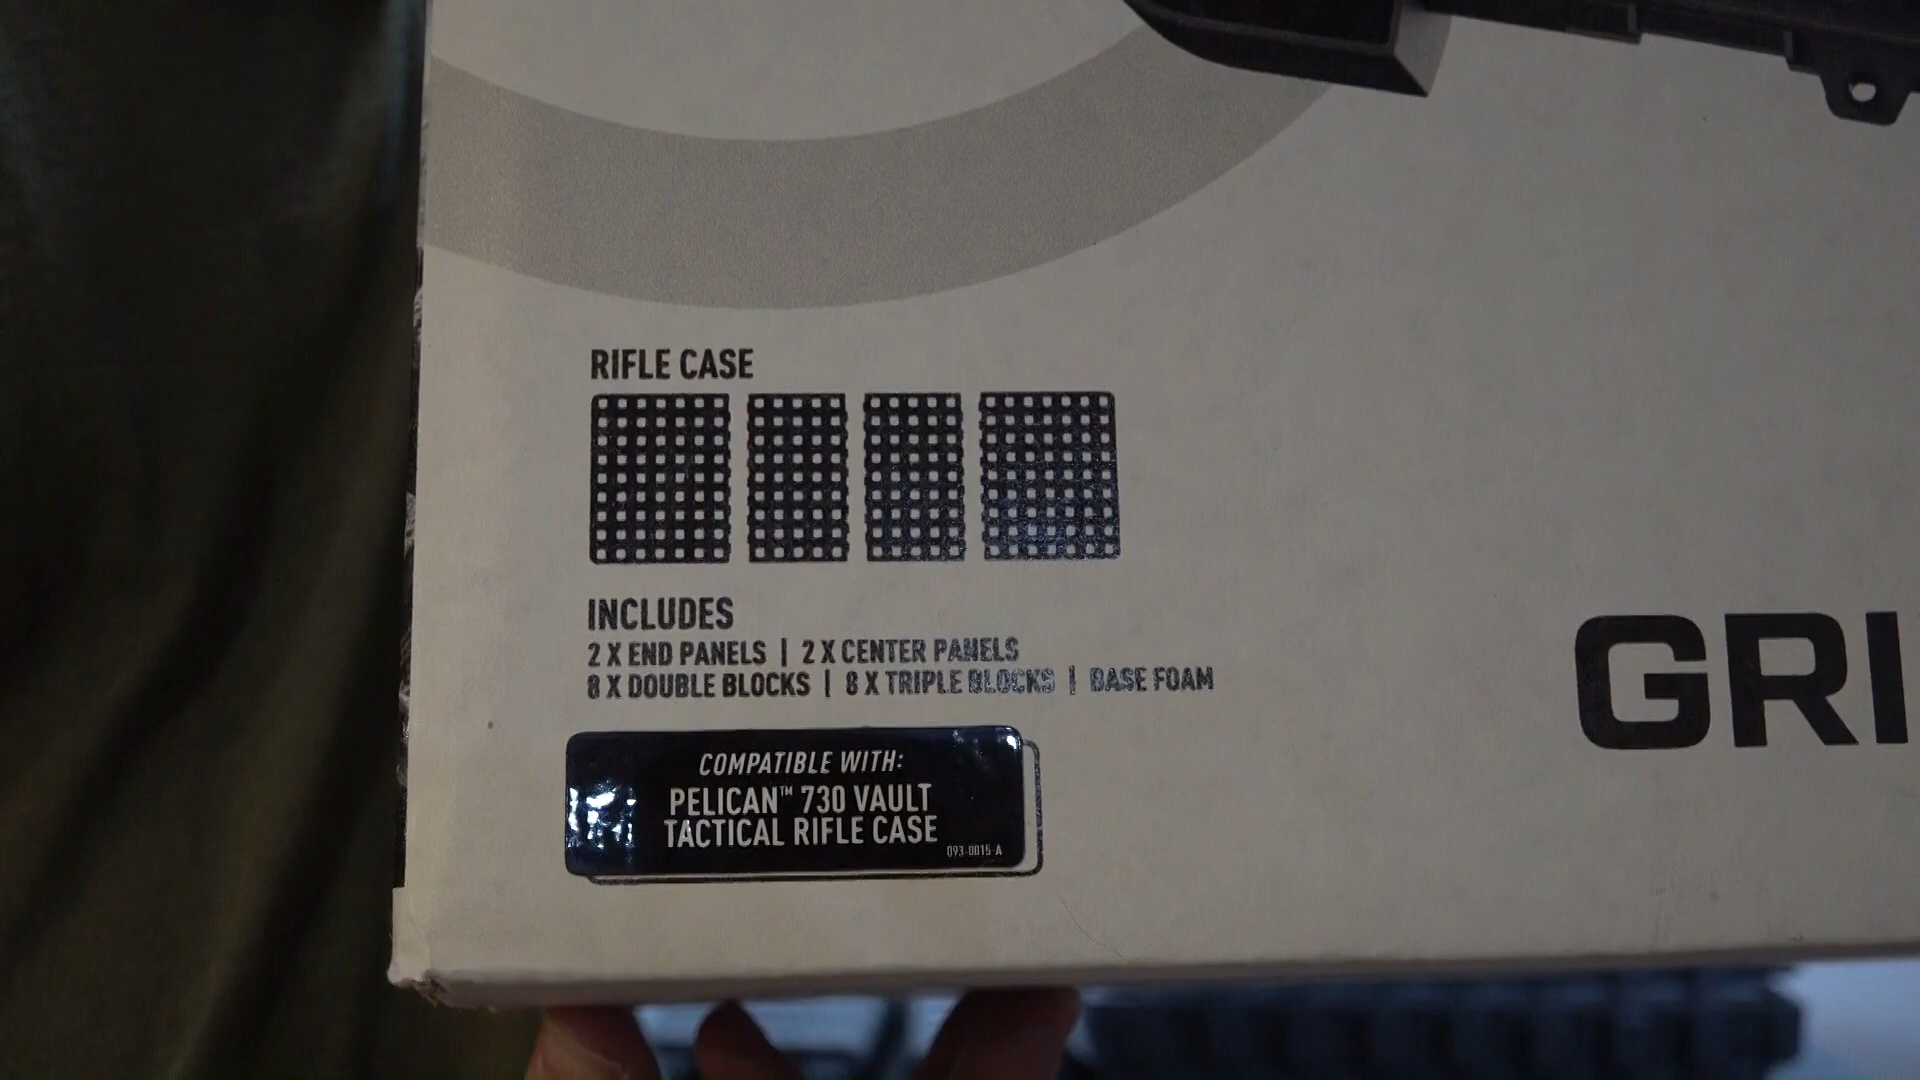 RIFLE CASE
INCLUDES
2 X END PANELS | 2 X CENTER PANELS
8 X DOUBLE BLOCKS | 8 X TRIPLE BLOCKS | BASE FOAM
GRI
COMPATIBLE WITH:
PELICAN™ 730 VAULT
TACTICAL RIFLE CASE
093-0015-A